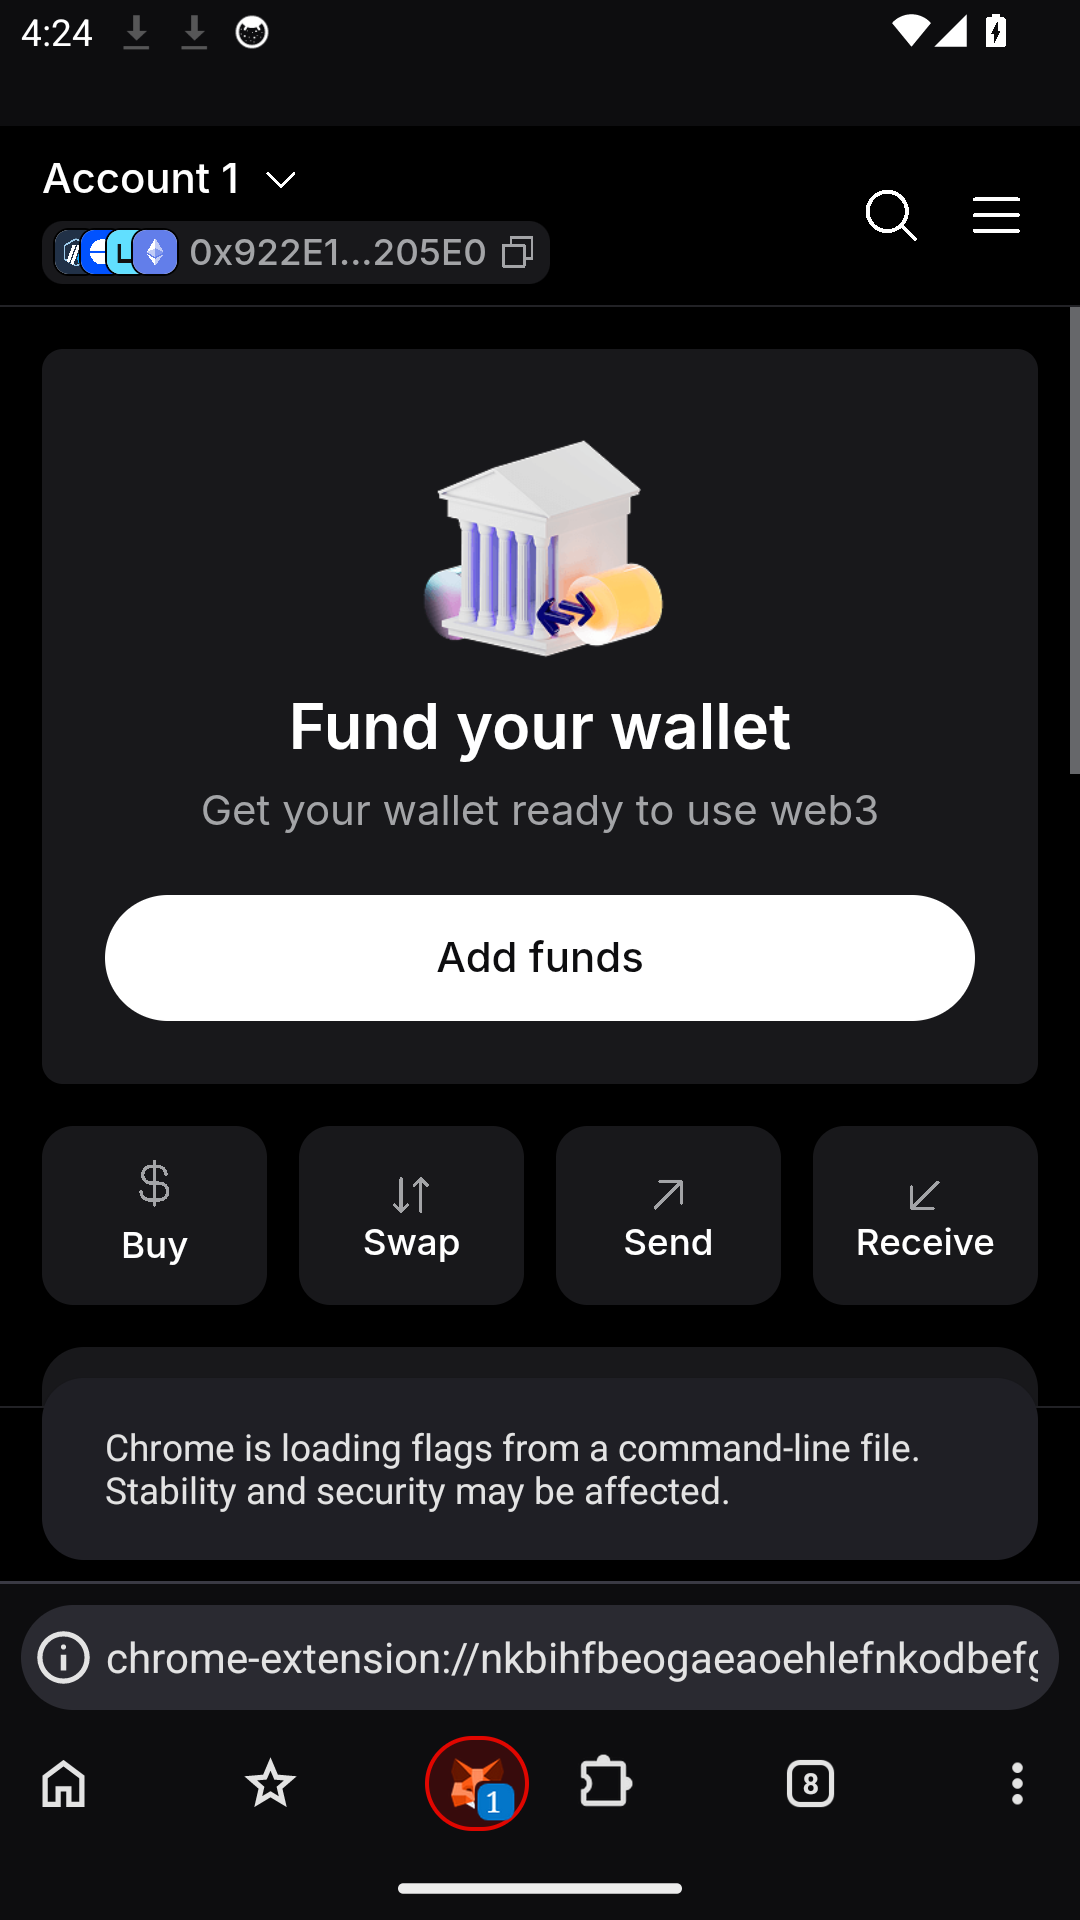 4:24
Account 1
L
0x922E1...205E0
Fund your wallet
Get your wallet ready to use web3
Add funds
$
Buy
Swap
Send
Receive
Chrome is loading flags from a command-line file.
Stability and security may be affected.
chrome-extension://nkbihfbeogaeaoehlefnkodbefg
1
8